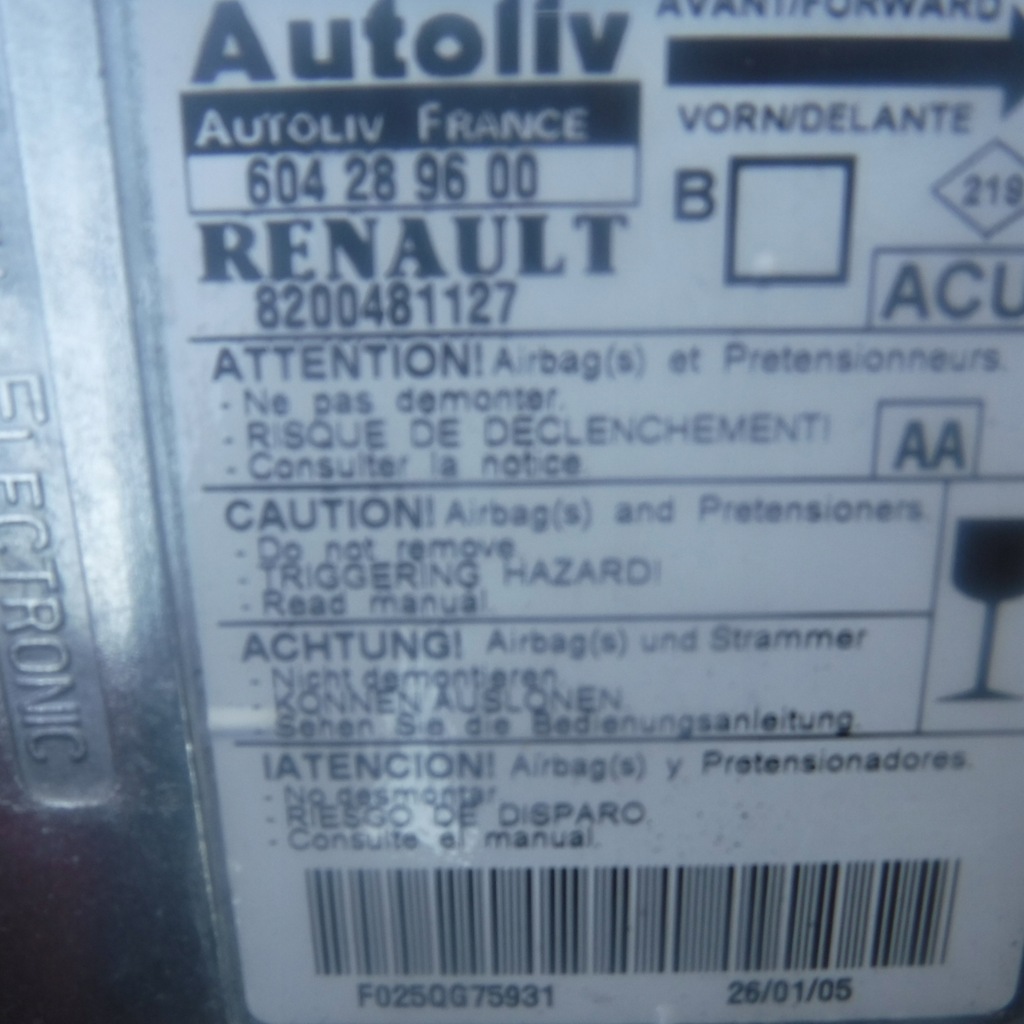 Autoliv
AUTOLIV FRANCE
604 28 96 00
RENAULT
8200481127
AVANT/FORWARD
VORN/DELANTE
B
219
ACU
ATTENTION! Airbag(s) et Pretensionneurs.
- Ne pas demonter.
- RISQUE DE DECLENCHEMENT!
- Consulter la notice
AA
CAUTION! Airbag(s) and Pretensioners.
- Do not remove.
- TRIGGERING HAZARD!
- Read manual.
ACHTUNG! Airbag(s) und Strammer
- Nicht demontieren.
- KONNEN AUSLONEN.
- Sehen Sie die Bedienungsanleitung.
!ATENCION! Airbag(s) y Pretensionadores.
- No desmontar
- RIESGO DE DISPARO.
- Consulte el manual.
F025QG75931 26/01/05
ELECTRONIC